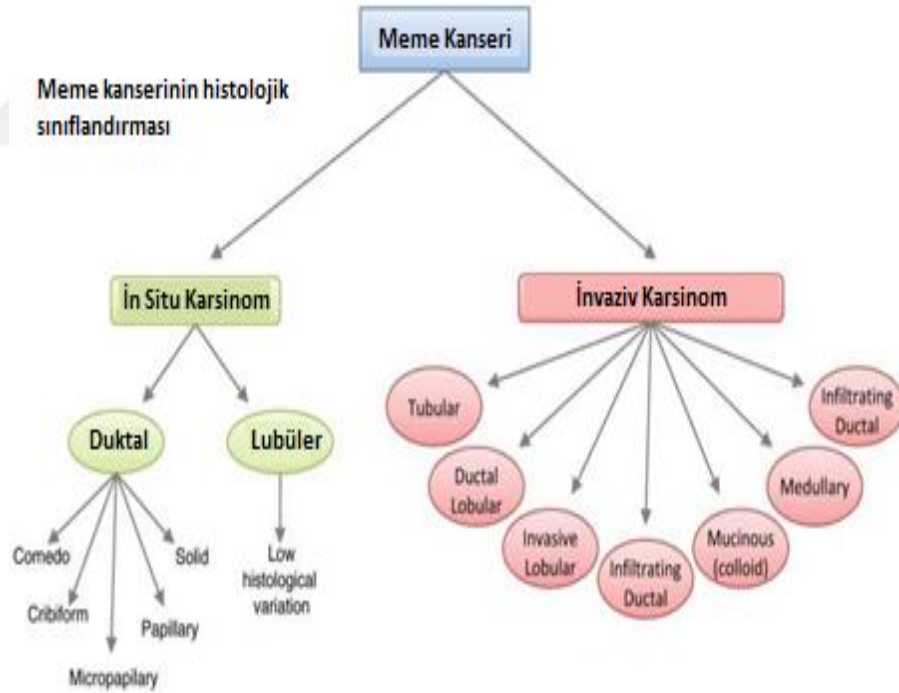 Meme Kanseri
Meme kanserinin histolojik
sınıflandırması
İn Situ Karsinom
İnvaziv Karsinom
Duktal
Lubüler
Comedo
Cribiform
Micropapilary
Papillary
Solid
Low
histological
variation
Tubular
Ductal
Lobular
Invasive
Lobular
Infiltrating
Ductal
Mucinous
(colloid)
Medullary
Infiltrating
Ductal